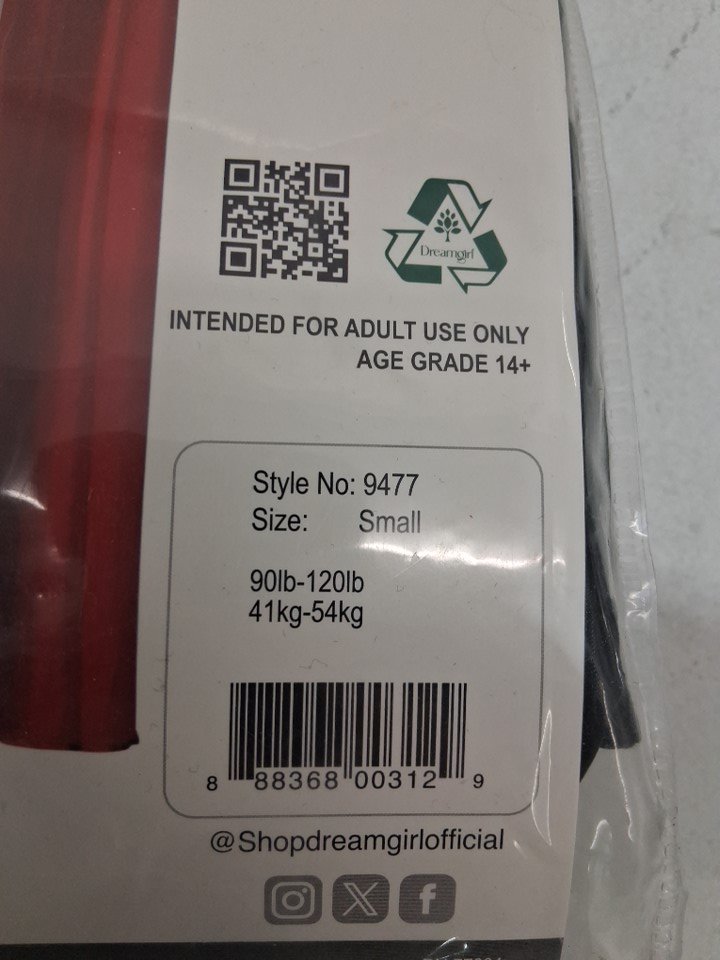 Dreamgirl
INTENDED FOR ADULT USE ONLY
AGE GRADE 14+
Style No: 9477
Size: Small
90lb-120lb
41kg-54kg
8 88368 00312 9
@Shopdreamgirlofficial